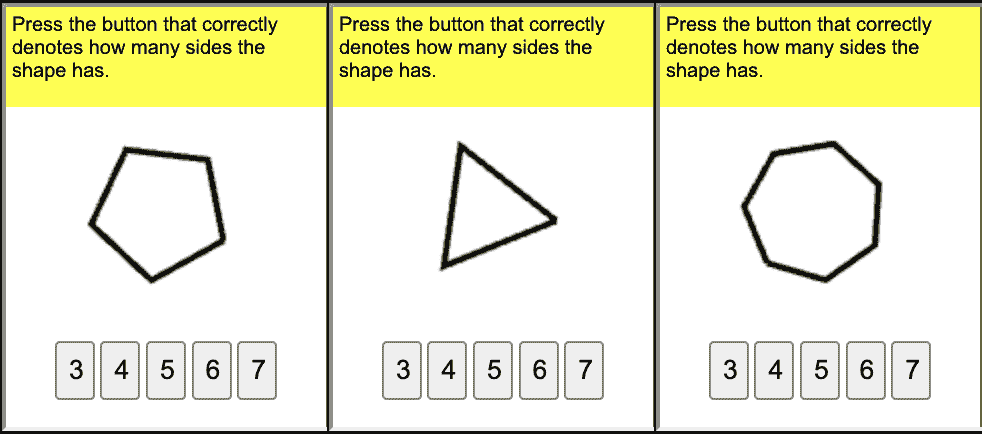 Press the button that correctly
denotes how many sides the
shape has.
3 4 5 6 7
Press the button that correctly
denotes how many sides the
shape has.
3 4 5 6 7
Press the button that correctly
denotes how many sides the
shape has.
3 4 5 6 7